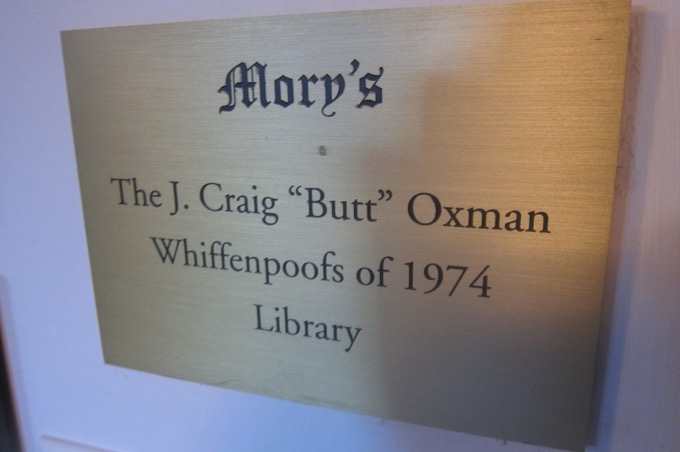 Mory's
The J. Craig “Butt” Oxman
Whiffenpoofs of 1974
Library